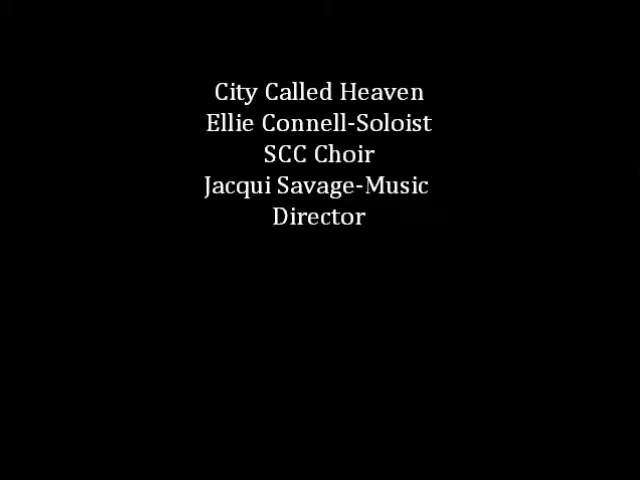 City Called Heaven
Ellie Connell-Soloist
SCC Choir
Jacqui Savage-Music
Director